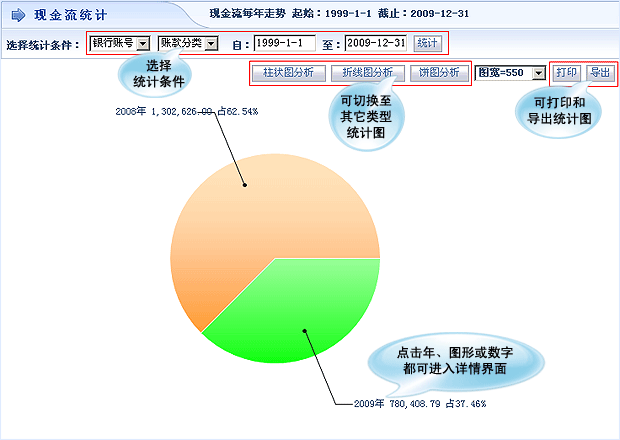 现金流统计 现金流每年走势 起始：1999-1-1 截止：2009-12-31
选择统计条件： 银行账号 账款分类 自：1999-1-1 至：2009-12-31 统计
柱状图分析 折线图分析 饼图分析 图宽=550 打印 导出
选择
统计条件
可切换至
其它类型
统计图
可打印和
导出统计图
2008年 1,302,626.00 占62.54%
点击年、图形或数字
都可进入详情界面
2009年 780,408.79 占37.46%